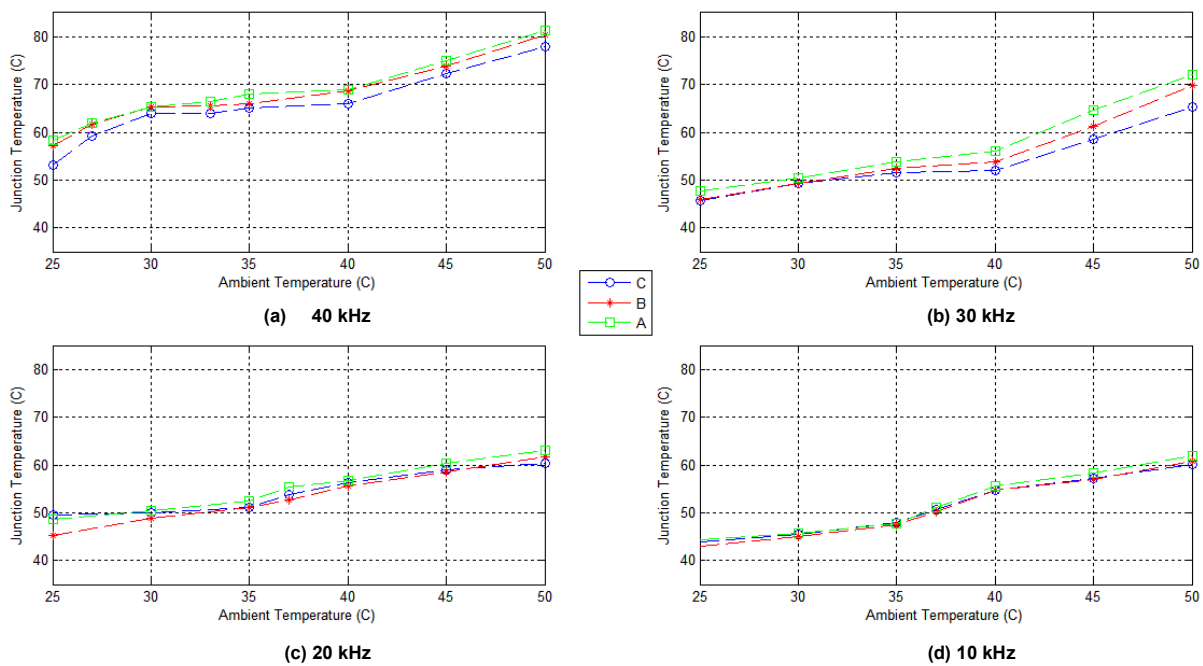 80
70
60
50
40
Junction Temperature (C)
25 30 35 40 45 50
Ambient Temperature (C)
(a) 40 kHz
80
70
60
50
40
Junction Temperature (C)
25 30 35 40 45 50
Ambient Temperature (C)
(b) 30 kHz
C
B
A
80
70
60
50
40
Junction Temperature (C)
25 30 35 40 45 50
Ambient Temperature (C)
(c) 20 kHz
80
70
60
50
40
Junction Temperature (C)
25 30 35 40 45 50
Ambient Temperature (C)
(d) 10 kHz